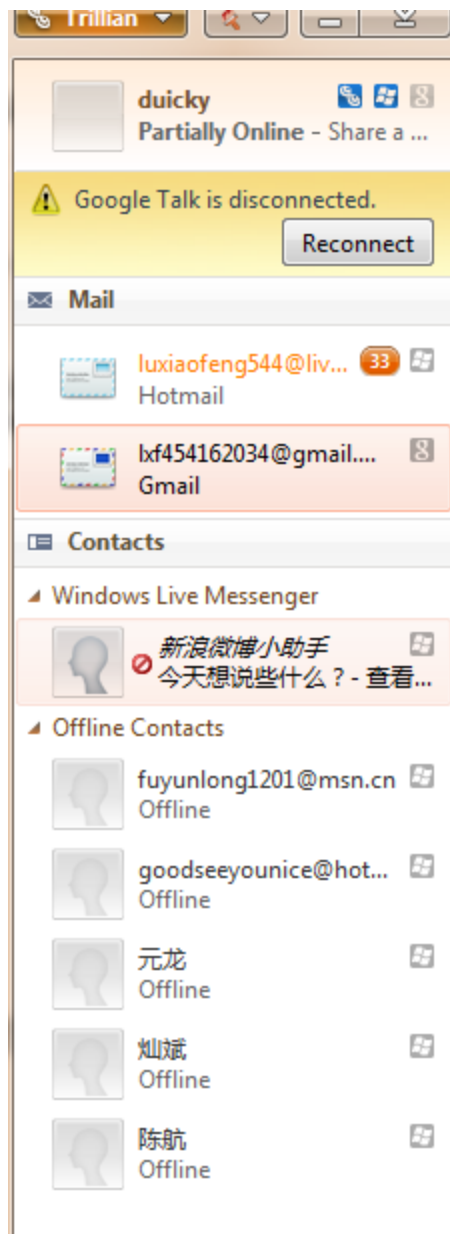 Trillian
duicky
Partially Online - Share a ...
Google Talk is disconnected.
Reconnect
Mail
luxiaofeng544@liv... 33
Hotmail
lxf454162034@gmail....
Gmail
Contacts
Windows Live Messenger
新浪微博小助手
今天想说些什么？- 查看...
Offline Contacts
fuyunlong1201@msn.cn
Offline
goodseeyounice@hot...
Offline
元龙
Offline
灿斌
Offline
陈航
Offline